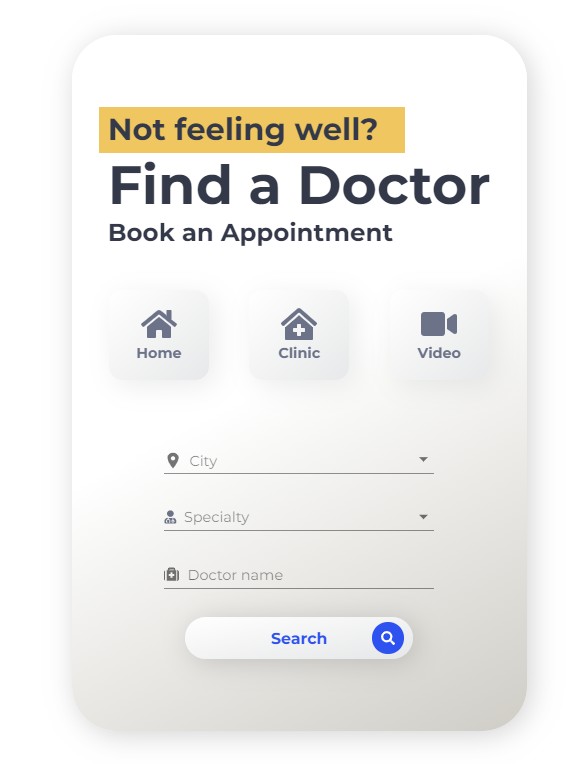 Not feeling well?
Find a Doctor
Book an Appointment
Home
Clinic
Video
City
Specialty
Doctor name
Search